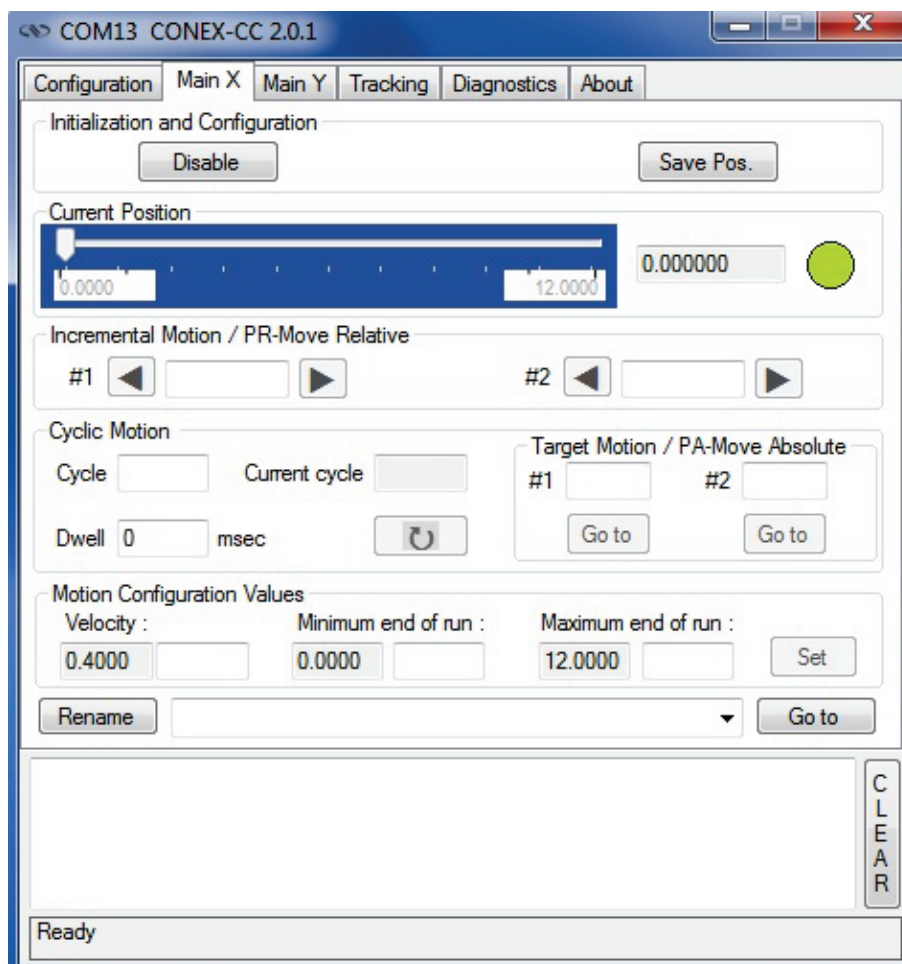 COM13 CONEX-CC 2.0.1
Configuration Main X Main Y Tracking Diagnostics About
Initialization and Configuration
Disable Save Pos.
Current Position
0.0000 12.0000 0.000000
Incremental Motion / PR-Move Relative
#1 #2
Cyclic Motion
Target Motion / PA-Move Absolute
Cycle Current cycle #1 #2
Dwell 0 msec Go to Go to
Motion Configuration Values
Velocity : Minimum end of run : Maximum end of run :
0.4000 0.0000 12.0000 Set
Rename Go to
CLEAR
Ready